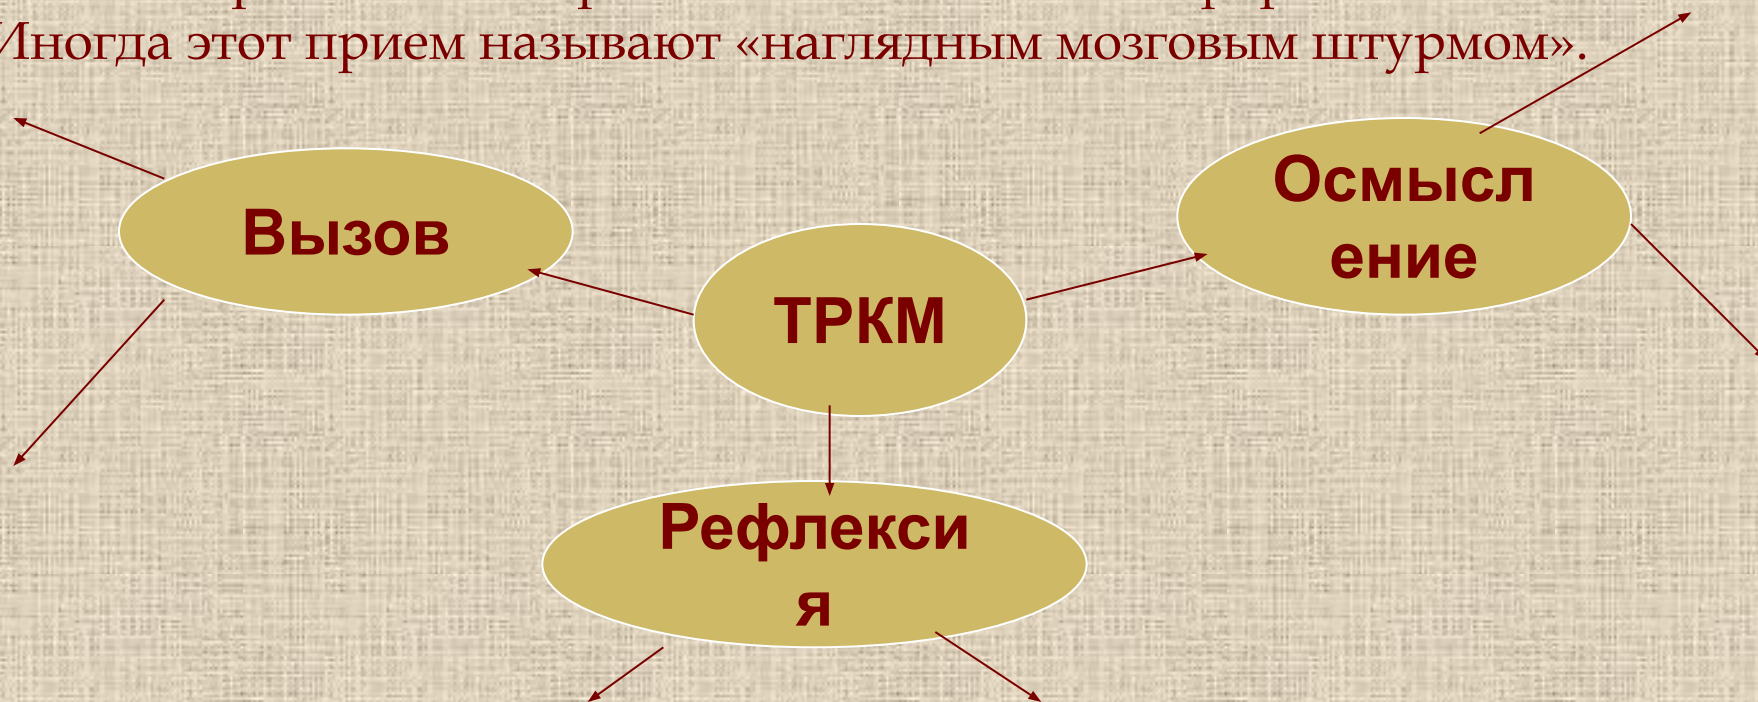 Иногда этот прием называют «наглядным мозговым штурмом».
Вызов
Осмысл
ение
ТРКМ
Рефлекси
я